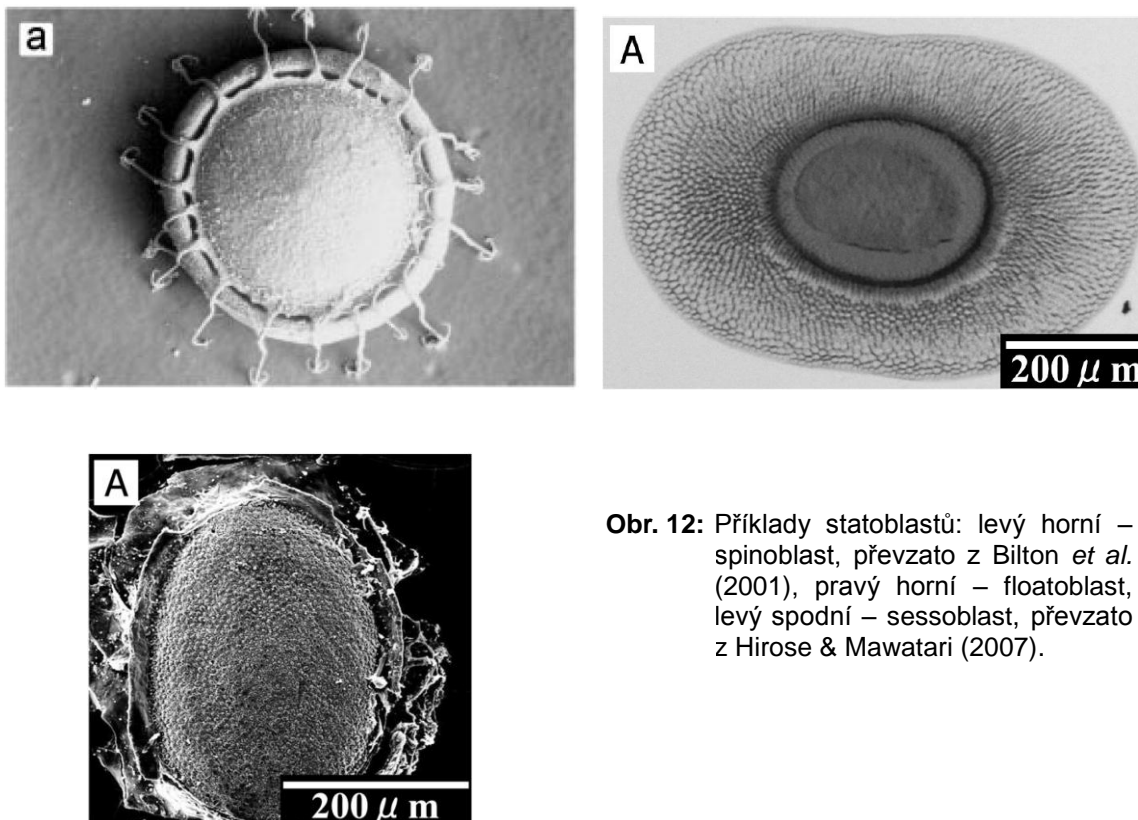 a
A
200 μ m
A
200 μ m
Obr. 12: Příklady statoblastů: levý horní –
spinoblast, převzato z Bilton et al.
(2001), pravý horní – floatoblast,
levý spodní – sessoblast, převzato
z Hirose & Mawatari (2007).